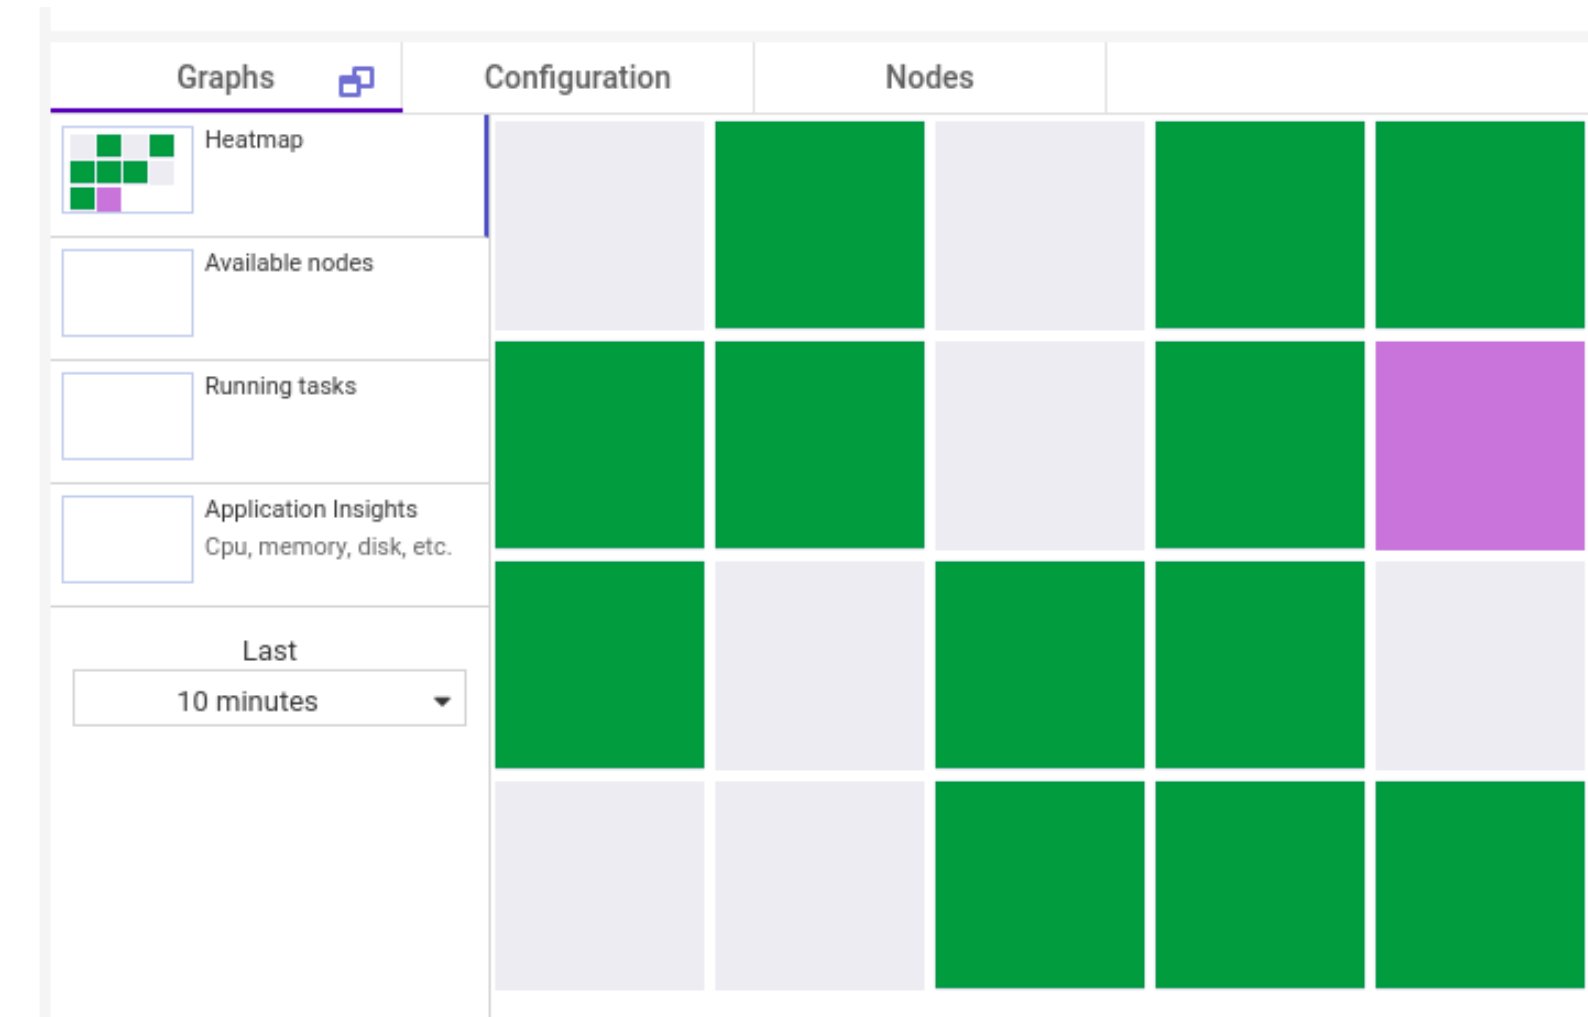 Graphs
Configuration
Nodes
Heatmap
Available nodes
Running tasks
Application Insights
Cpu, memory, disk, etc.
Last
10 minutes